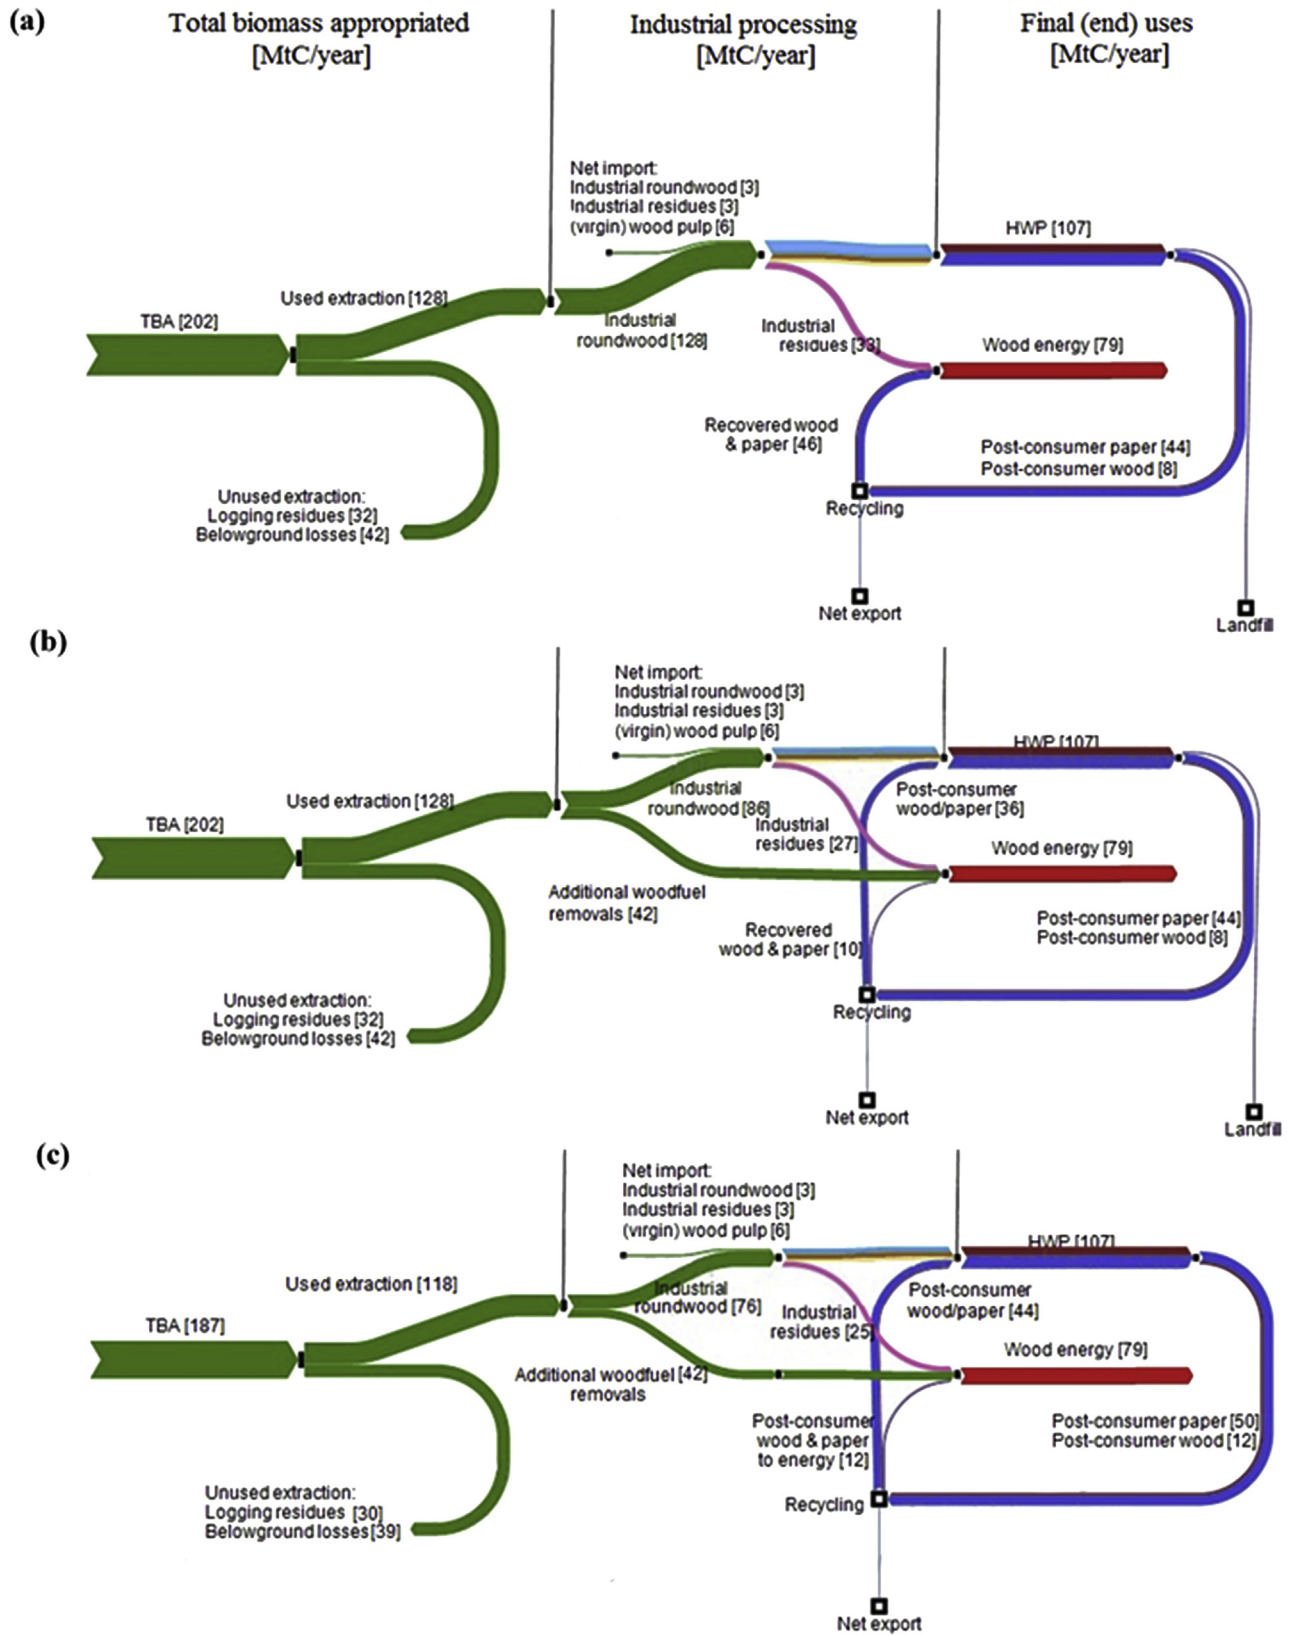 (a)
Total biomass appropriated
[MtC/year]
Industrial processing
[MtC/year]
Final (end) uses
[MtC/year]
Net import:
Industrial roundwood [3]
Industrial residues [3]
(virgin) wood pulp [6]
HWP [107]
Used extraction [128]
TBA [202]
Industrial
roundwood [128]
Industrial
residues [33]
Wood energy [79]
Recovered wood
& paper [46]
Post-consumer paper [44]
Post-consumer wood [8]
Unused extraction:
Logging residues [32]
Belowground losses [42]
Recycling
Net export
Landfill
(b)
Net import:
Industrial roundwood [3]
Industrial residues [3]
(virgin) wood pulp [6]
HWP [107]
Used extraction [128]
TBA [202]
Industrial
roundwood [86]
Post-consumer
wood/paper [36]
Industrial
residues [27]
Wood energy [79]
Additional woodfuel
removals [42]
Recovered
wood & paper [10]
Post-consumer paper [44]
Post-consumer wood [8]
Unused extraction:
Logging residues [32]
Belowground losses [42]
Recycling
Net export
Landfill
(c)
Net import:
Industrial roundwood [3]
Industrial residues [3]
(virgin) wood pulp [6]
HWP [107]
Used extraction [118]
TBA [187]
Industrial
roundwood [76]
Post-consumer
wood/paper [44]
Industrial
residues [25]
Wood energy [79]
Additional woodfuel [42]
removals
Post-consumer
wood & paper
to energy [12]
Post-consumer paper [50]
Post-consumer wood [12]
Unused extraction:
Logging residues [30]
Belowground losses [39]
Recycling
Net export